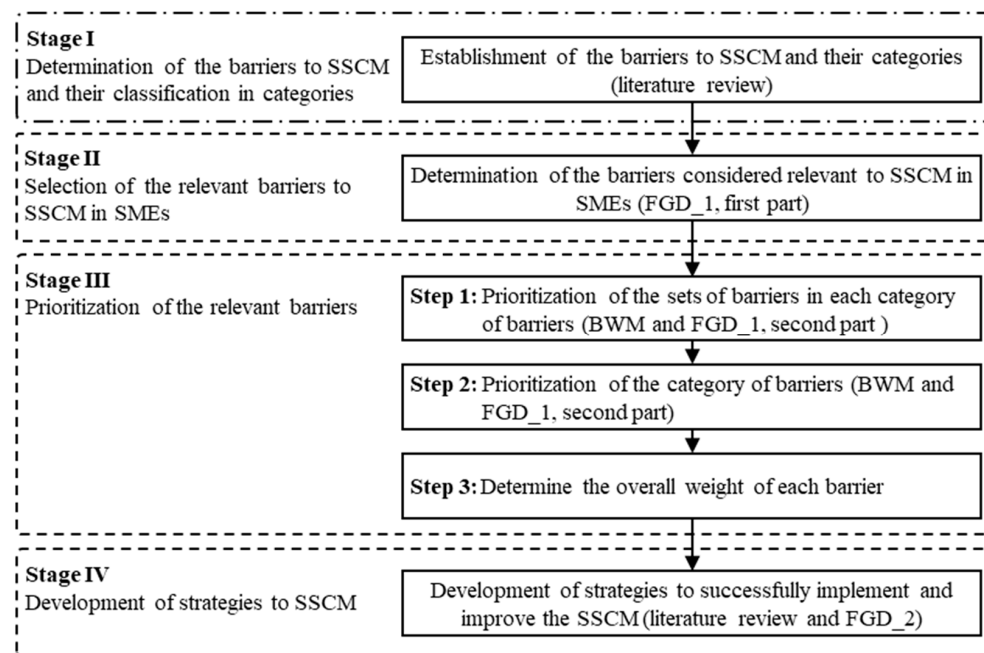 Stage I
Determination of the barriers to SSCM
and their classification in categories
Establishment of the barriers to SSCM and their categories
(literature review)
Stage II
Selection of the relevant barriers to
SSCM in SMEs
Determination of the barriers considered relevant to SSCM in
SMEs (FGD_1, first part)
Stage III
Prioritization of the relevant barriers
Step 1: Prioritization of the sets of barriers in each category
of barriers (BWM and FGD_1, second part )
Step 2: Prioritization of the category of barriers (BWM and
FGD_1, second part)
Step 3: Determine the overall weight of each barrier
Stage IV
Development of strategies to SSCM
Development of strategies to successfully implement and
improve the SSCM (literature review and FGD_2)